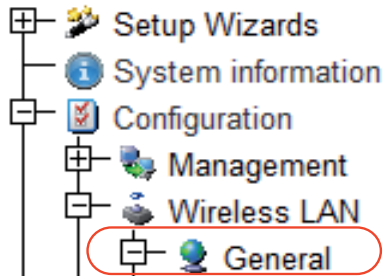 Setup Wizards
System information
Configuration
Management
Wireless LAN
General